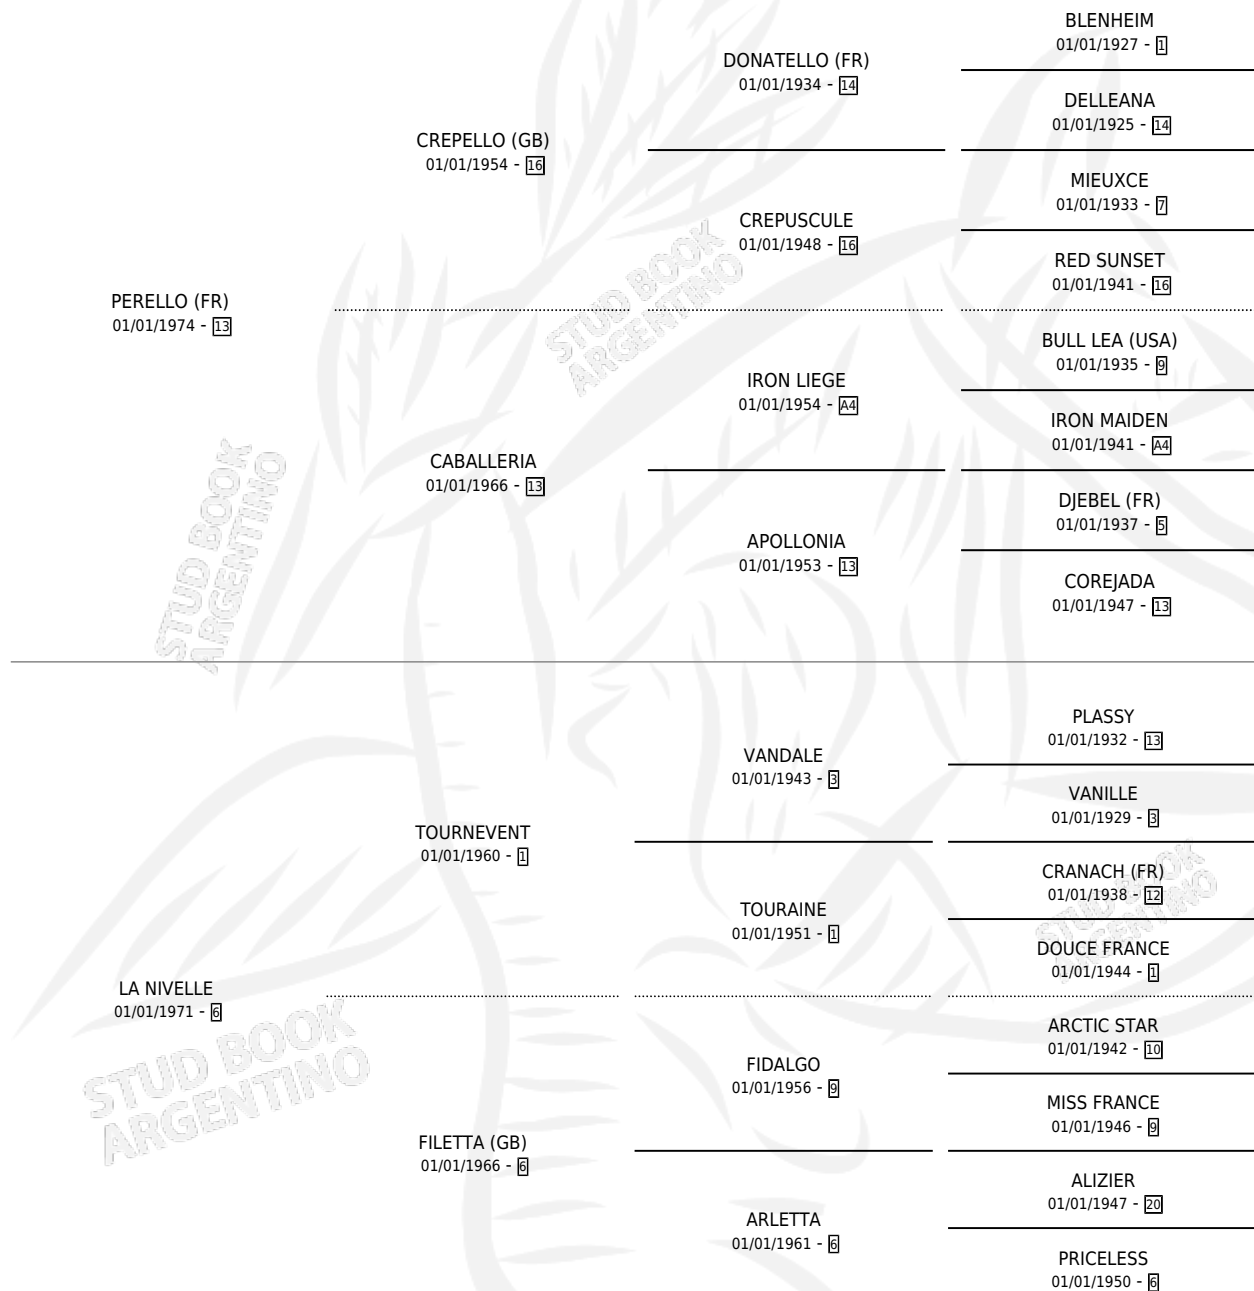 BLENHEIM
01/01/1927 - 1
DONATELLO (FR)
01/01/1934 - 14
DELLEANA
01/01/1925 - 14
CREPELLO (GB)
01/01/1954 - 16
MIEUXCE
01/01/1933 - 7
CREPUSCULE
01/01/1948 - 16
RED SUNSET
01/01/1941 - 16
PERELLO (FR)
01/01/1974 - 13
STUD BOOK
ARGENTINO
BULL LEA (USA)
01/01/1935 - 9
IRON LIEGE
01/01/1954 - A4
IRON MAIDEN
01/01/1941 - A4
CABALLERIA
01/01/1966 - 13
DJEBEL (FR)
01/01/1937 - 5
APOLLONIA
01/01/1953 - 13
COREJADA
01/01/1947 - 13
STUD BOOK
ARGENTINO
PLASSY
01/01/1932 - 13
VANDALE
01/01/1943 - 3
VANILLE
01/01/1929 - 3
TOURNEVENT
01/01/1960 - 1
CRANACH (FR)
01/01/1938 - 12
STUD BOOK
ARGENTINO
TOURAINE
01/01/1951 - 1
DOUCE FRANCE
01/01/1944 - 1
LA NIVELLE
01/01/1971 - 6
STUD BOOK
ARGENTINO
ARCTIC STAR
01/01/1942 - 10
FIDALGO
01/01/1956 - 9
MISS FRANCE
01/01/1946 - 9
FILETTA (GB)
01/01/1966 - 6
ALIZIER
01/01/1947 - 20
ARLETTA
01/01/1961 - 6
PRICELESS
01/01/1950 - 6